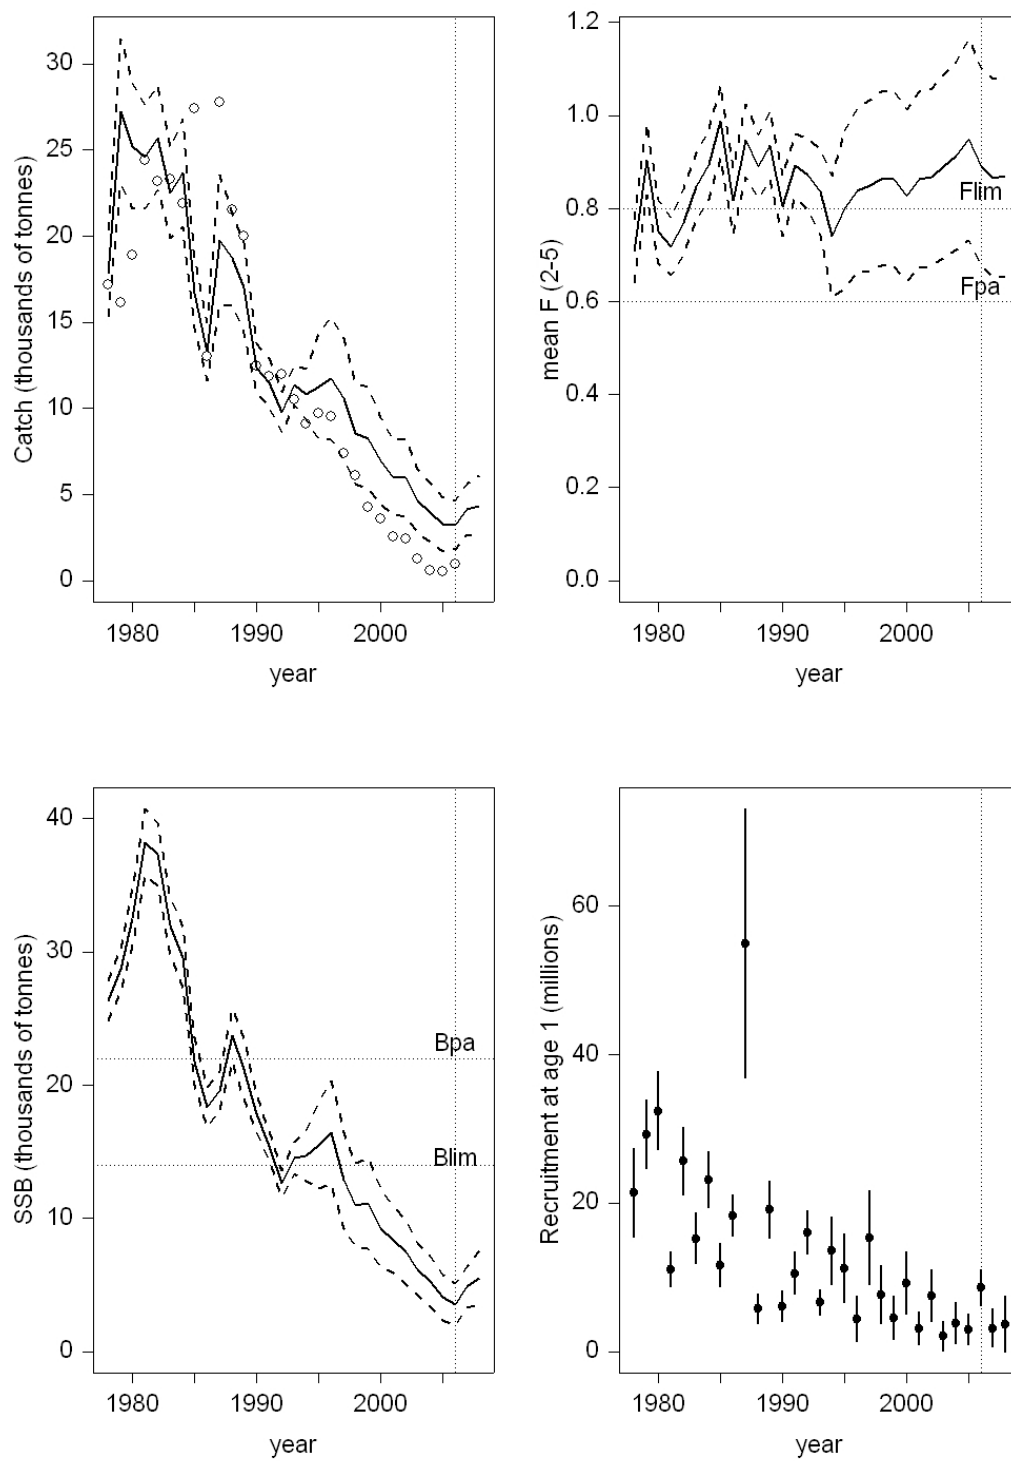 Catch (thousands of tonnes)
30
25
20
15
10
5
0
1980 1990 2000
year
mean F (2-5)
1.2
1.0
0.8
0.6
0.4
0.2
0.0
Flim
Fpa
1980 1990 2000
year
SSB (thousands of tonnes)
40
30
20
10
0
Bpa
Blim
1980 1990 2000
year
Recruitment at age 1 (millions)
60
40
20
0
1980 1990 2000
year